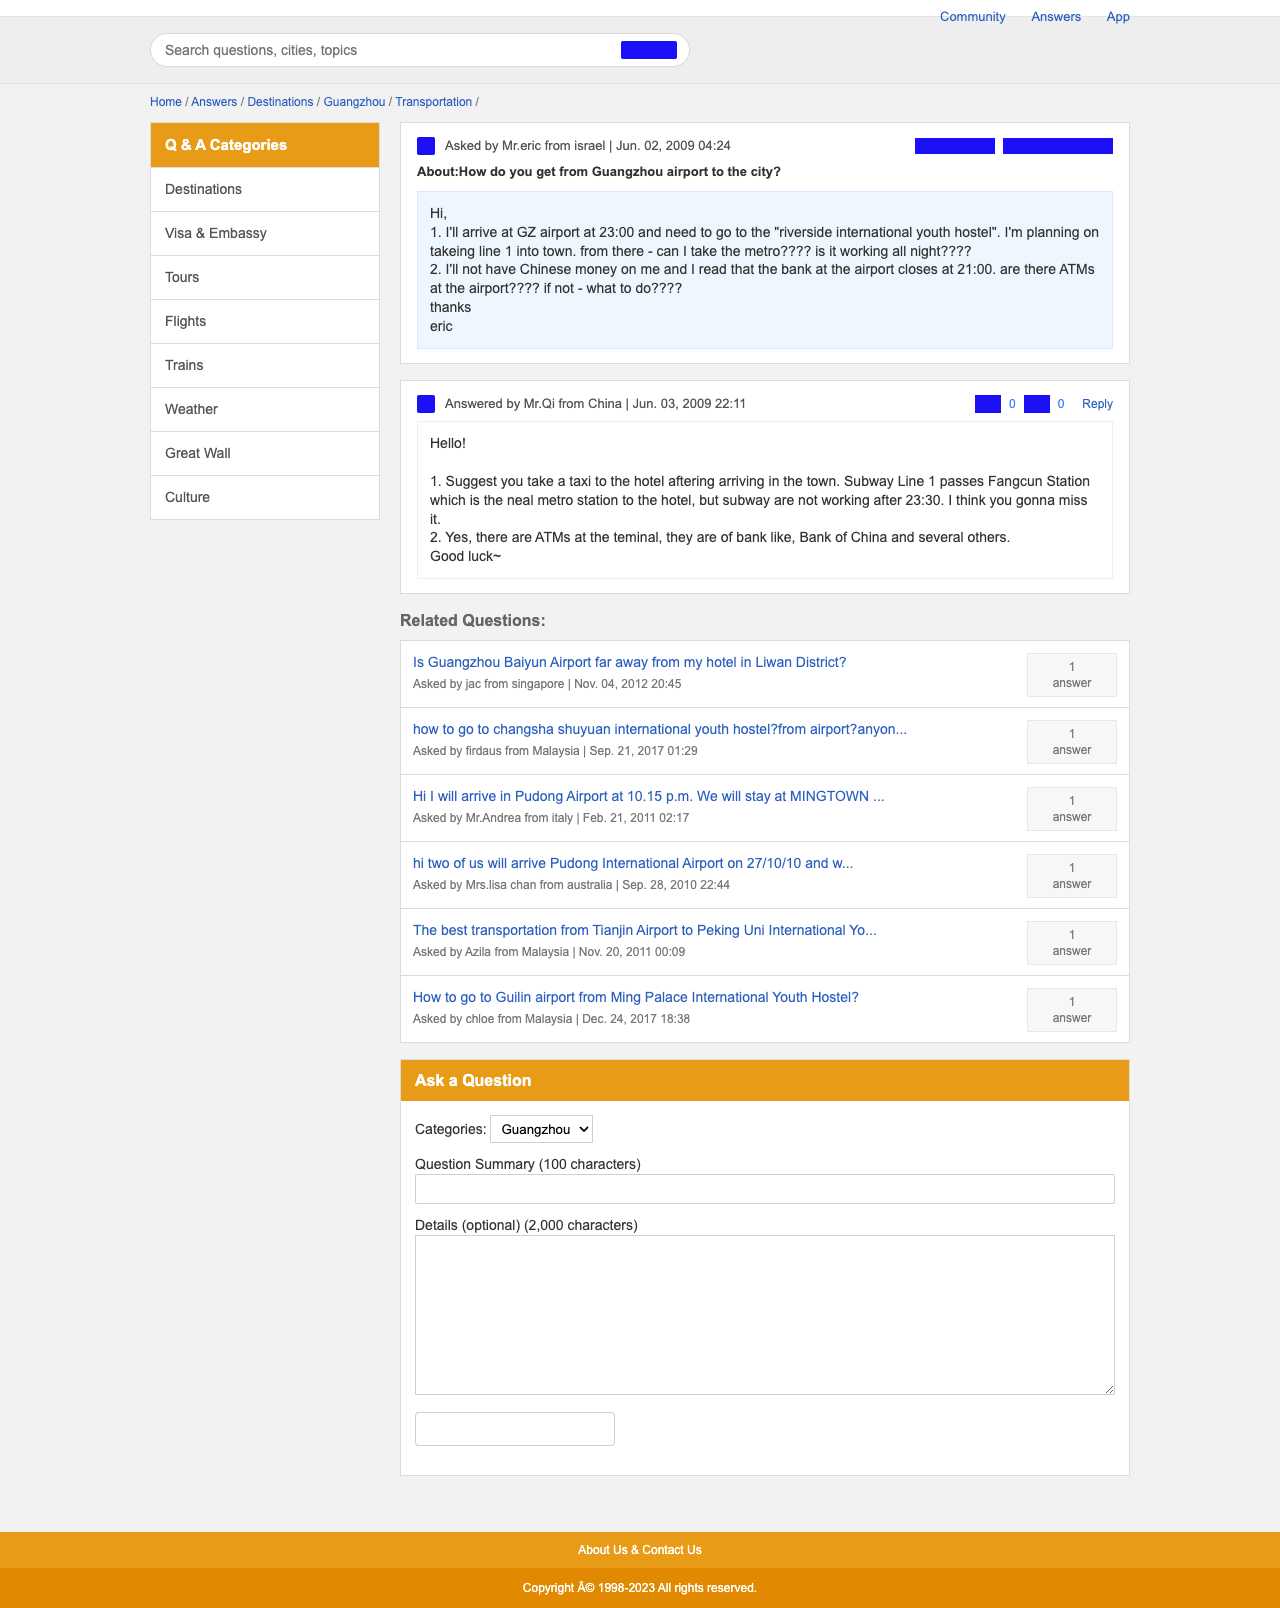 Community Answers App
Search questions, cities, topics
Home / Answers / Destinations / Guangzhou / Transportation /
Q & A Categories
Destinations
Visa & Embassy
Tours
Flights
Trains
Weather
Great Wall
Culture
Asked by Mr.eric from israel | Jun. 02, 2009 04:24
About:How do you get from Guangzhou airport to the city?
Hi,
1. I'll arrive at GZ airport at 23:00 and need to go to the "riverside international youth hostel". I'm planning on
takeing line 1 into town. from there - can I take the metro???? is it working all night????
2. I'll not have Chinese money on me and I read that the bank at the airport closes at 21:00. are there ATMs
at the airport???? if not - what to do????
thanks
eric
Answered by Mr.Qi from China | Jun. 03, 2009 22:11
0 0 Reply
Hello!
1. Suggest you take a taxi to the hotel aftering arriving in the town. Subway Line 1 passes Fangcun Station
which is the neal metro station to the hotel, but subway are not working after 23:30. I think you gonna miss
it.
2. Yes, there are ATMs at the teminal, they are of bank like, Bank of China and several others.
Good luck~
Related Questions:
Is Guangzhou Baiyun Airport far away from my hotel in Liwan District?
Asked by jac from singapore | Nov. 04, 2012 20:45
1
answer
how to go to changsha shuyuan international youth hostel?from airport?anyon...
Asked by firdaus from Malaysia | Sep. 21, 2017 01:29
1
answer
Hi I will arrive in Pudong Airport at 10.15 p.m. We will stay at MINGTOWN ...
Asked by Mr.Andrea from italy | Feb. 21, 2011 02:17
1
answer
hi two of us will arrive Pudong International Airport on 27/10/10 and w...
Asked by Mrs.lisa chan from australia | Sep. 28, 2010 22:44
1
answer
The best transportation from Tianjin Airport to Peking Uni International Yo...
Asked by Azila from Malaysia | Nov. 20, 2011 00:09
1
answer
How to go to Guilin airport from Ming Palace International Youth Hostel?
Asked by chloe from Malaysia | Dec. 24, 2017 18:38
1
answer
Ask a Question
Categories: Guangzhou
Question Summary (100 characters)
Details (optional) (2,000 characters)
About Us & Contact Us
Copyright Â© 1998-2023 All rights reserved.